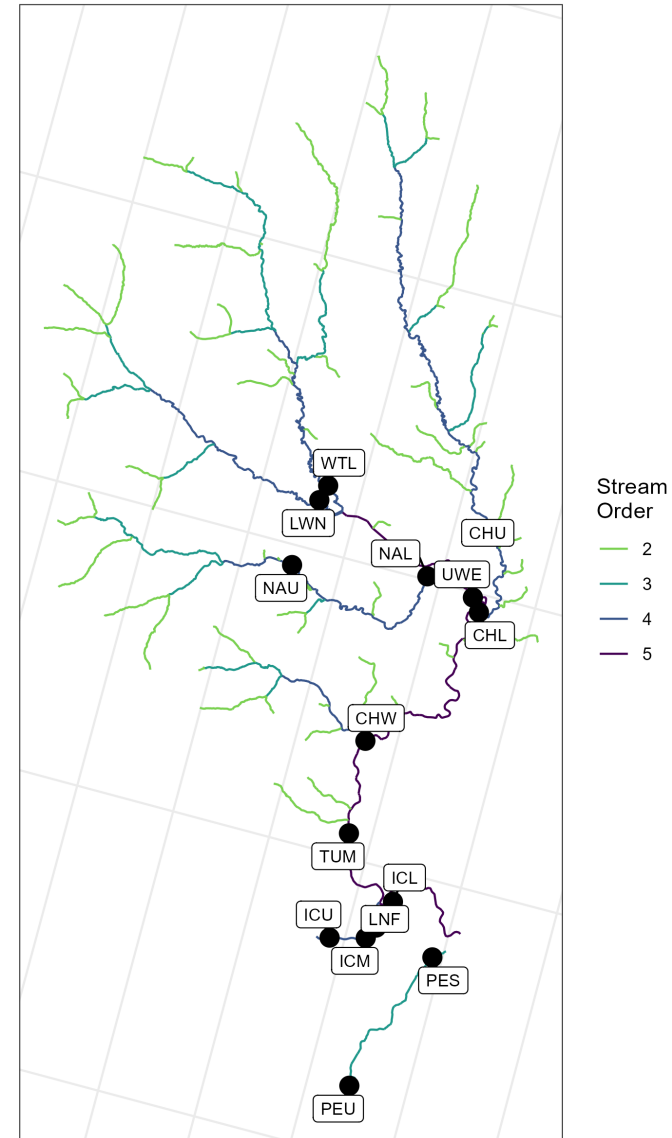 WTL
LWN
CHU
NAL
UWE
NAU
CHL
CHW
TUM
ICL
ICU
LNF
ICM
PES
PEU
Stream
Order
2
3
4
5